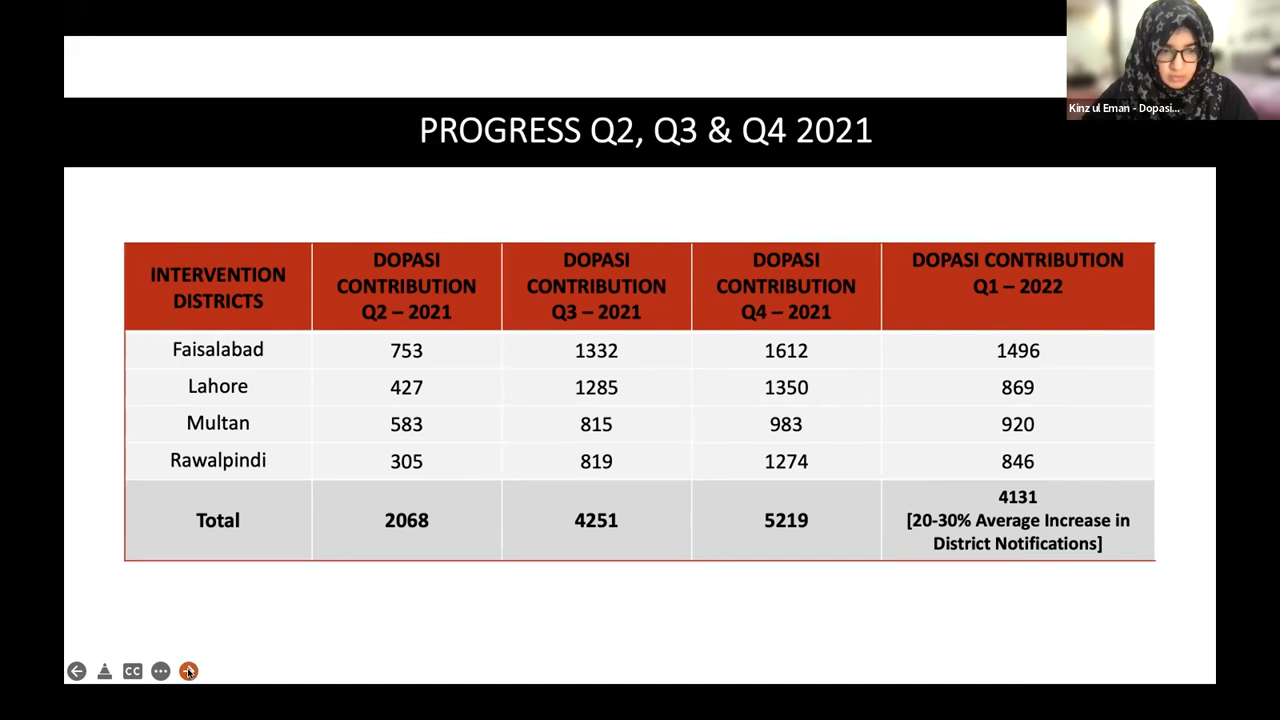 Kinz ul Eman - Dopasi...
PROGRESS Q2, Q3 & Q4 2021
INTERVENTION
DISTRICTS
DOPASI
CONTRIBUTION
Q2 – 2021
DOPASI
CONTRIBUTION
Q3 – 2021
DOPASI
CONTRIBUTION
Q4 – 2021
DOPASI CONTRIBUTION
Q1 – 2022
Faisalabad 753 1332 1612 1496
Lahore 427 1285 1350 869
Multan 583 815 983 920
Rawalpindi 305 819 1274 846
Total 2068 4251 5219 4131
[20-30% Average Increase in
District Notifications]
CC